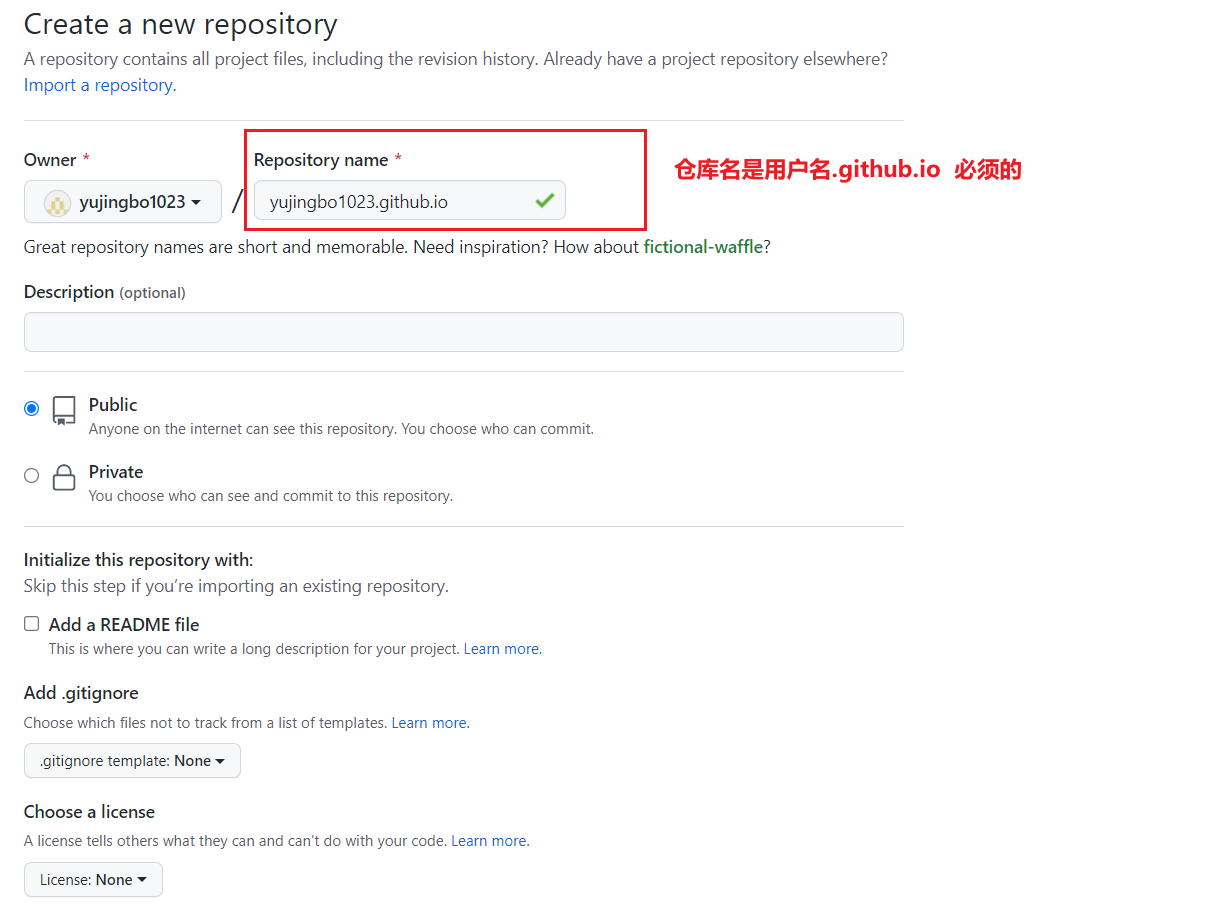 Create a new repository
A repository contains all project files, including the revision history. Already have a project repository elsewhere?
Import a repository.
Owner *
Repository name *
仓库名是用户名.github.io 必须的
yujingbo1023
/
yujingbo1023.github.io
Great repository names are short and memorable. Need inspiration? How about fictional-waffle?
Description (optional)
Public
Anyone on the internet can see this repository. You choose who can commit.
Private
You choose who can see and commit to this repository.
Initialize this repository with:
Skip this step if you’re importing an existing repository.
Add a README file
This is where you can write a long description for your project. Learn more.
Add .gitignore
Choose which files not to track from a list of templates. Learn more.
.gitignore template: None
Choose a license
A license tells others what they can and can't do with your code. Learn more.
License: None